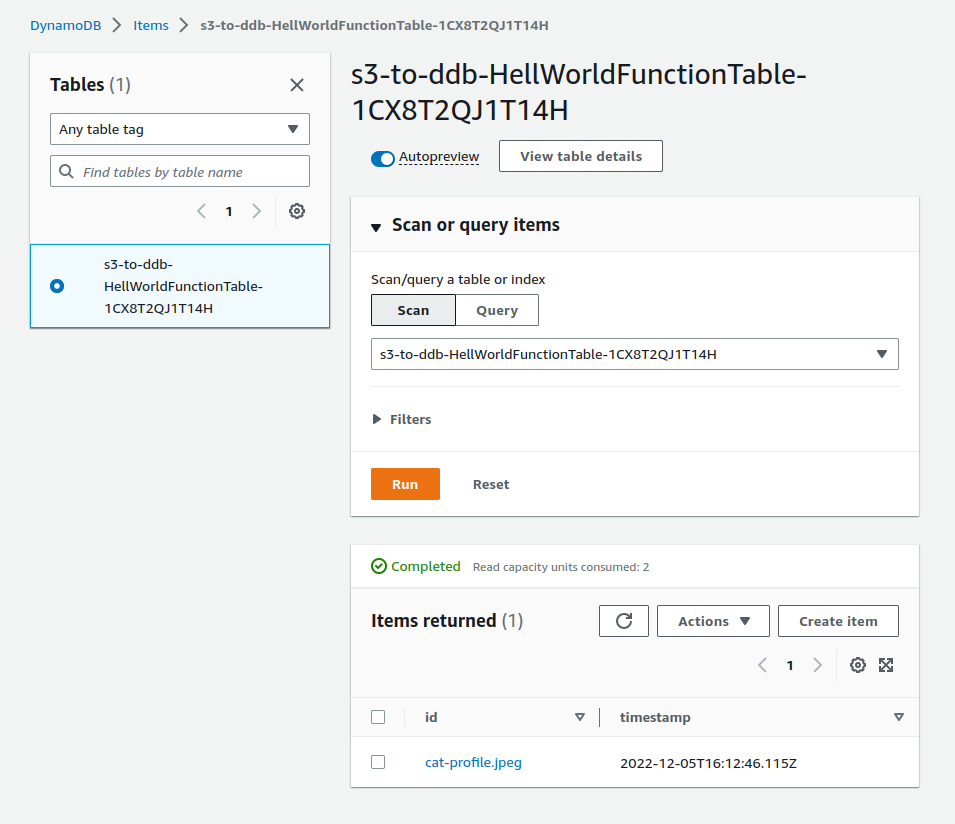 DynamoDB > Items > s3-to-ddb-HellWorldFunctionTable-1CX8T2QJ1T14H
Tables (1)
Any table tag
Find tables by table name
1
s3-to-ddb-
HellWorldFunctionTable-
1CX8T2QJ1T14H
s3-to-ddb-HellWorldFunctionTable-
1CX8T2QJ1T14H
Autopreview View table details
Scan or query items
Scan/query a table or index
Scan Query
s3-to-ddb-HellWorldFunctionTable-1CX8T2QJ1T14H
Filters
Run Reset
Completed Read capacity units consumed: 2
Items returned (1) Actions Create item
1
id timestamp
cat-profile.jpeg 2022-12-05T16:12:46.115Z